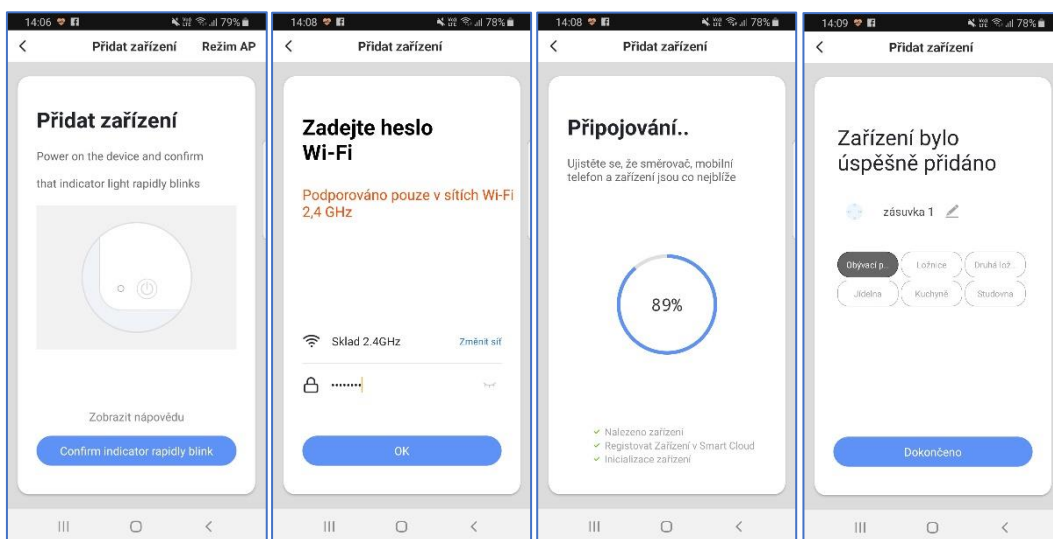 14:06 79%
Přidat zařízení Režim AP
Přidat zařízení
Power on the device and confirm
that indicator light rapidly blinks
Zobrazit nápovědu
Confirm indicator rapidly blink
14:08 78%
Přidat zařízení
Zadejte heslo
Wi-Fi
Podporováno pouze v sítích Wi-Fi
2,4 GHz
Sklad 2.4GHz Změnit síť
••••••••
OK
14:08 78%
Přidat zařízení
Připojování..
Ujistěte se, že směrovač, mobilní
telefon a zařízení jsou co nejblíže
89%
Nalezeno zařízení
Registovat Zařízení v Smart Cloud
Inicializace zařízení
14:09 78%
Přidat zařízení
Zařízení bylo
úspěšně přidáno
zásuvka 1
Obývací p... Ložnice Druhá lož...
Jídelna Kuchyně Studovna
Dokončeno